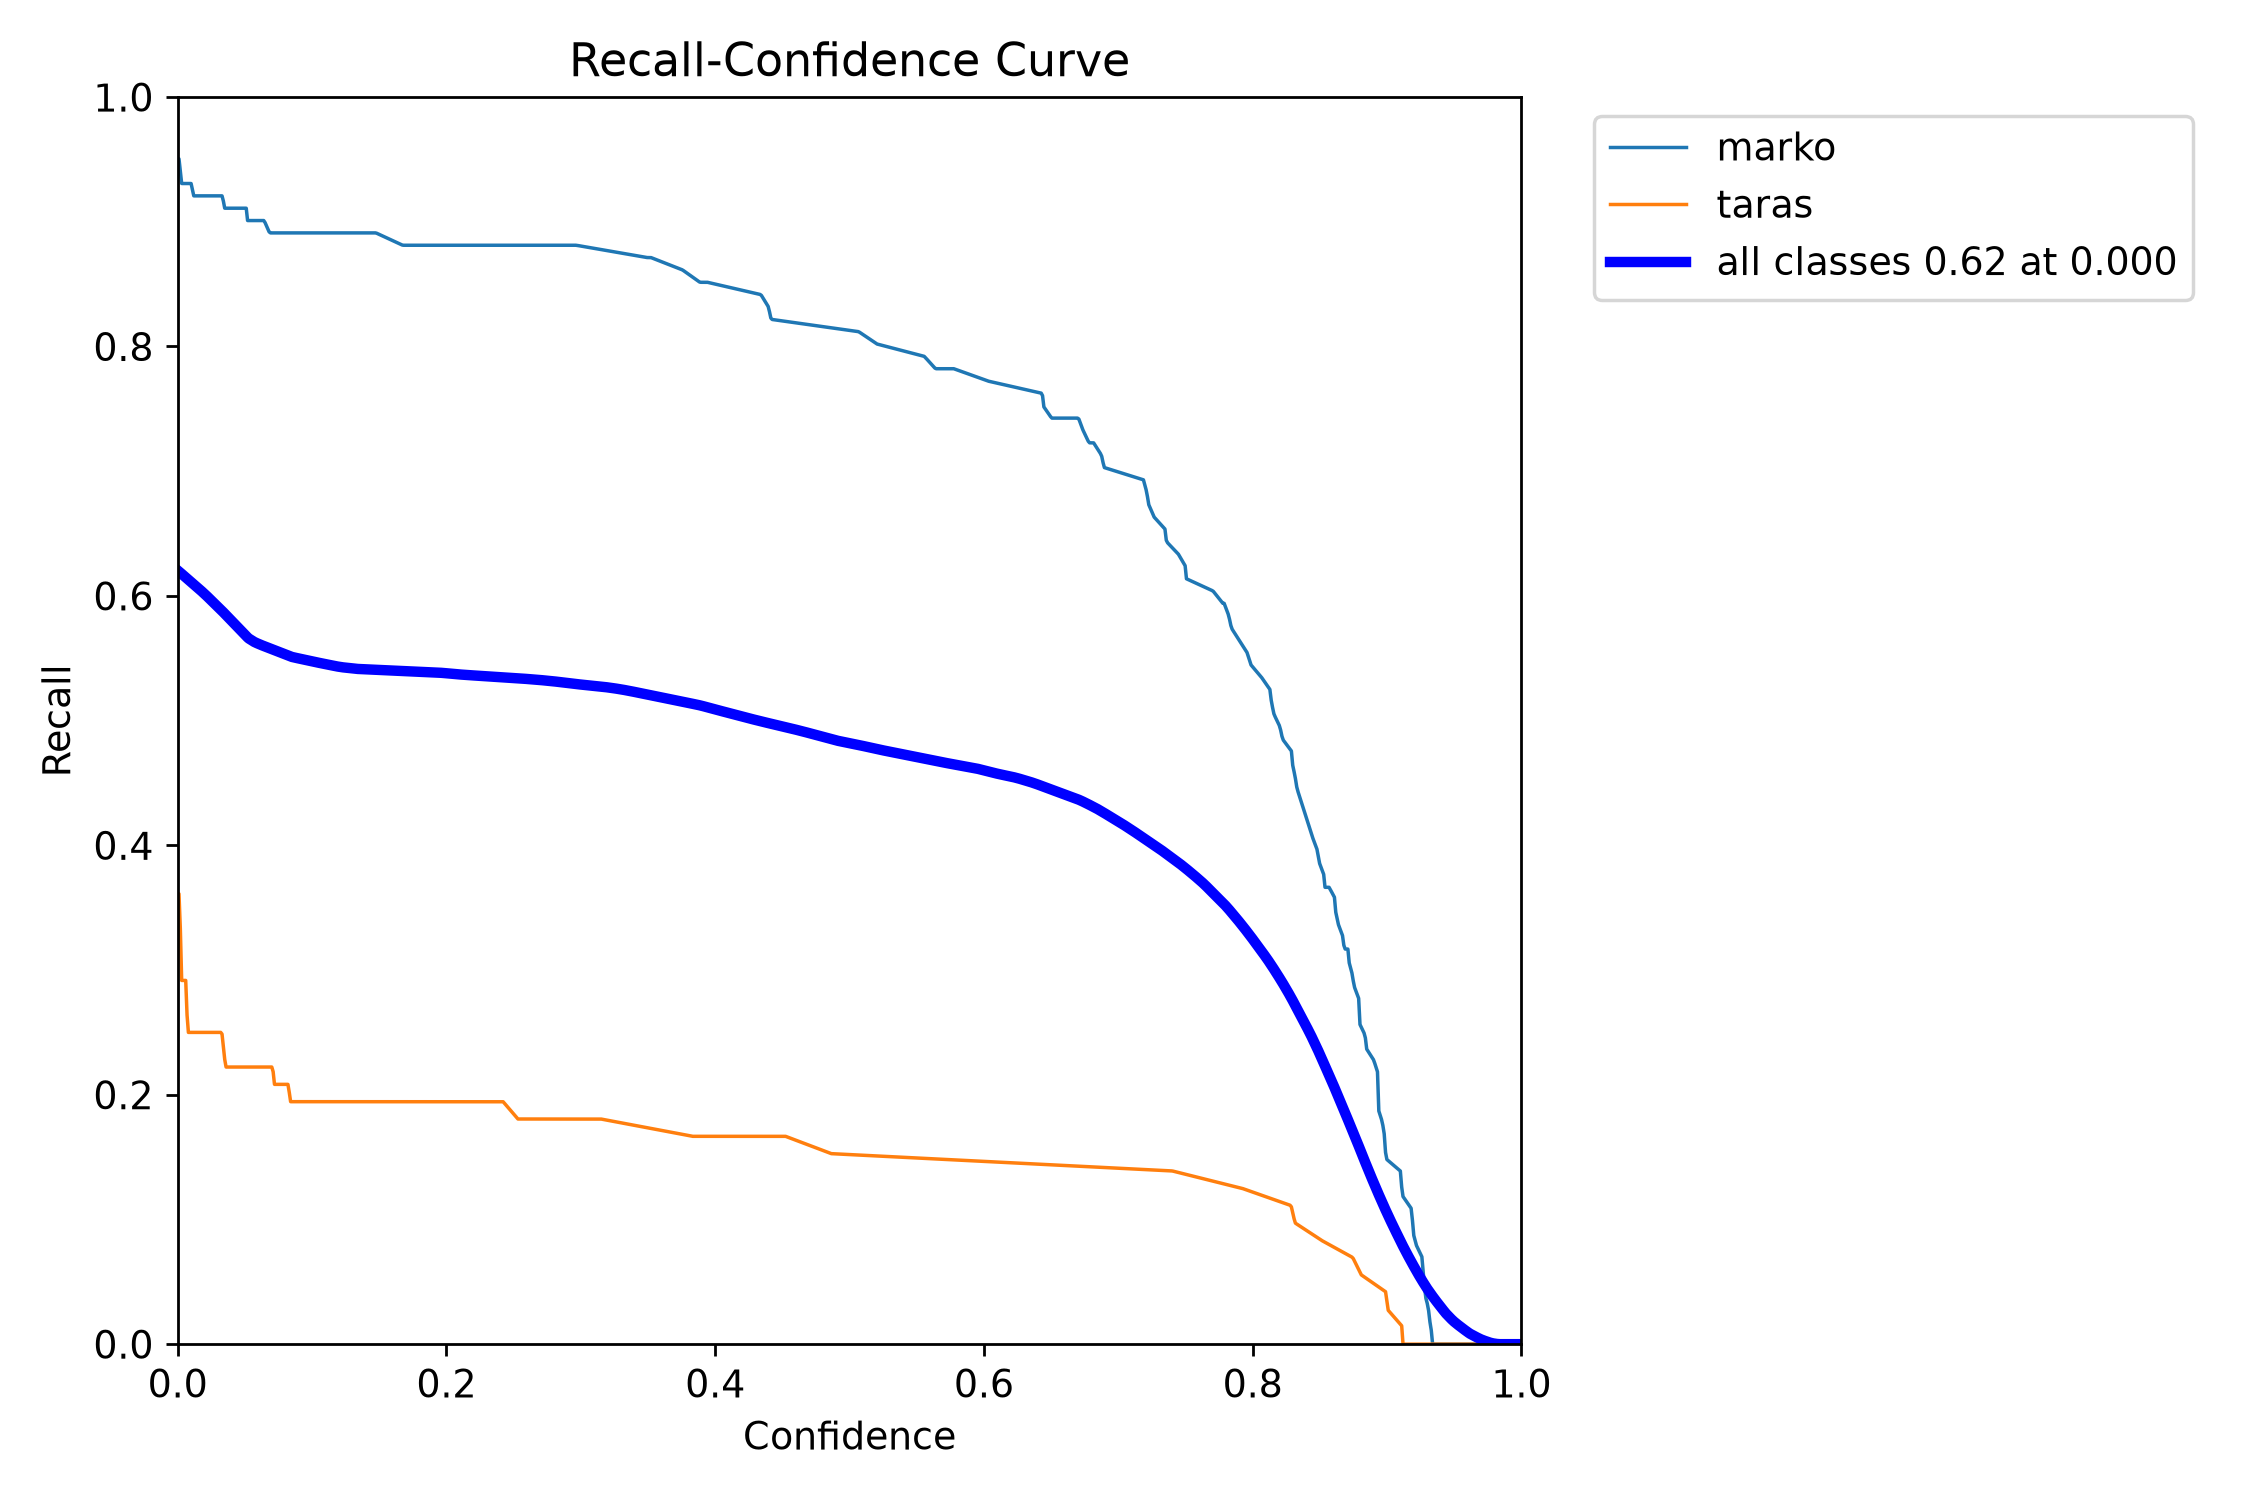 Recall-Confidence Curve
1.0
0.8
0.6
0.4
0.2
0.0
Recall
0.0 0.2 0.4 0.6 0.8 1.0
Confidence
marko
taras
all classes 0.62 at 0.000